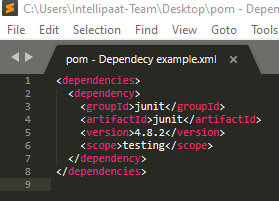 C:\Users\Intellipaat-Team\Desktop\pom - Depend
File Edit Selection Find View Goto
pom - Dependecy example.xml ×
1 <dependencies>
2 <dependency>
3 <groupId>junit</groupId>
4 <artifactId>junit</artifactId>
5 <version>4.8.2</version>
6 <scope>testing</scope>
7 </dependency>
8 </dependencies>
9